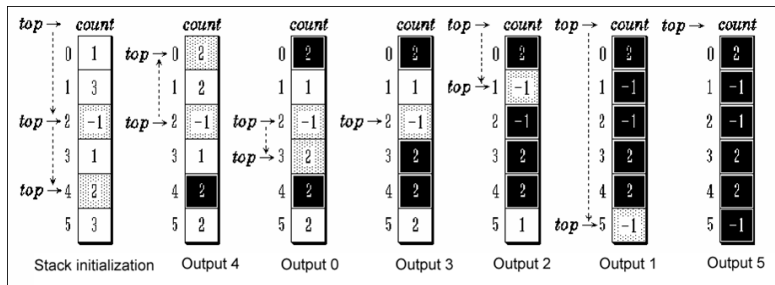 top count
0 1
1 3
top 2 -1
3 1
top 4 2
5 3
Stack initialization
count
top 0 2
1 2
top 2 -1
3 1
4 2
5 2
Output 4
count
0 2
1 1
top 2 -1
top 3 2
4 2
5 2
Output 0
count
0 2
1 1
top 2 -1
3 2
4 2
5 2
Output 3
top count
0 2
top 1 -1
2 -1
3 2
4 2
5 1
Output 2
top count
0 2
1 -1
2 -1
3 2
4 2
top 5 -1
Output 1
top count
0 2
1 -1
2 -1
3 2
4 2
5 -1
Output 5